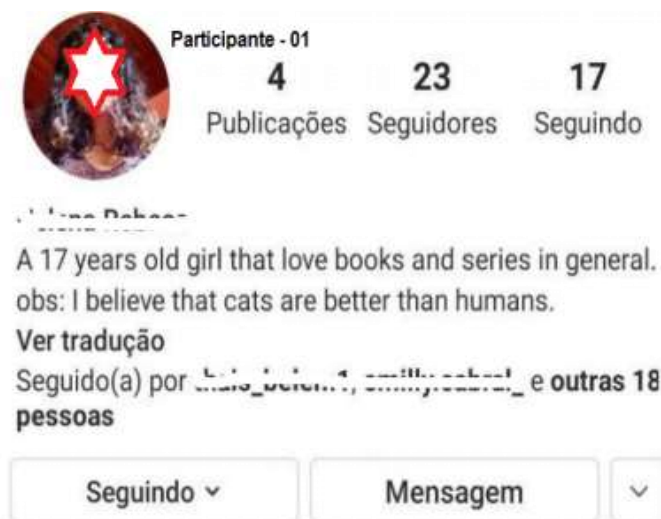 Participante - 01
4 23 17
Publicações Seguidores Seguindo
A 17 years old girl that love books and series in general.
obs: I believe that cats are better than humans.
Ver tradução
Seguido(a) por e outras 18
pessoas
Seguindo Mensagem